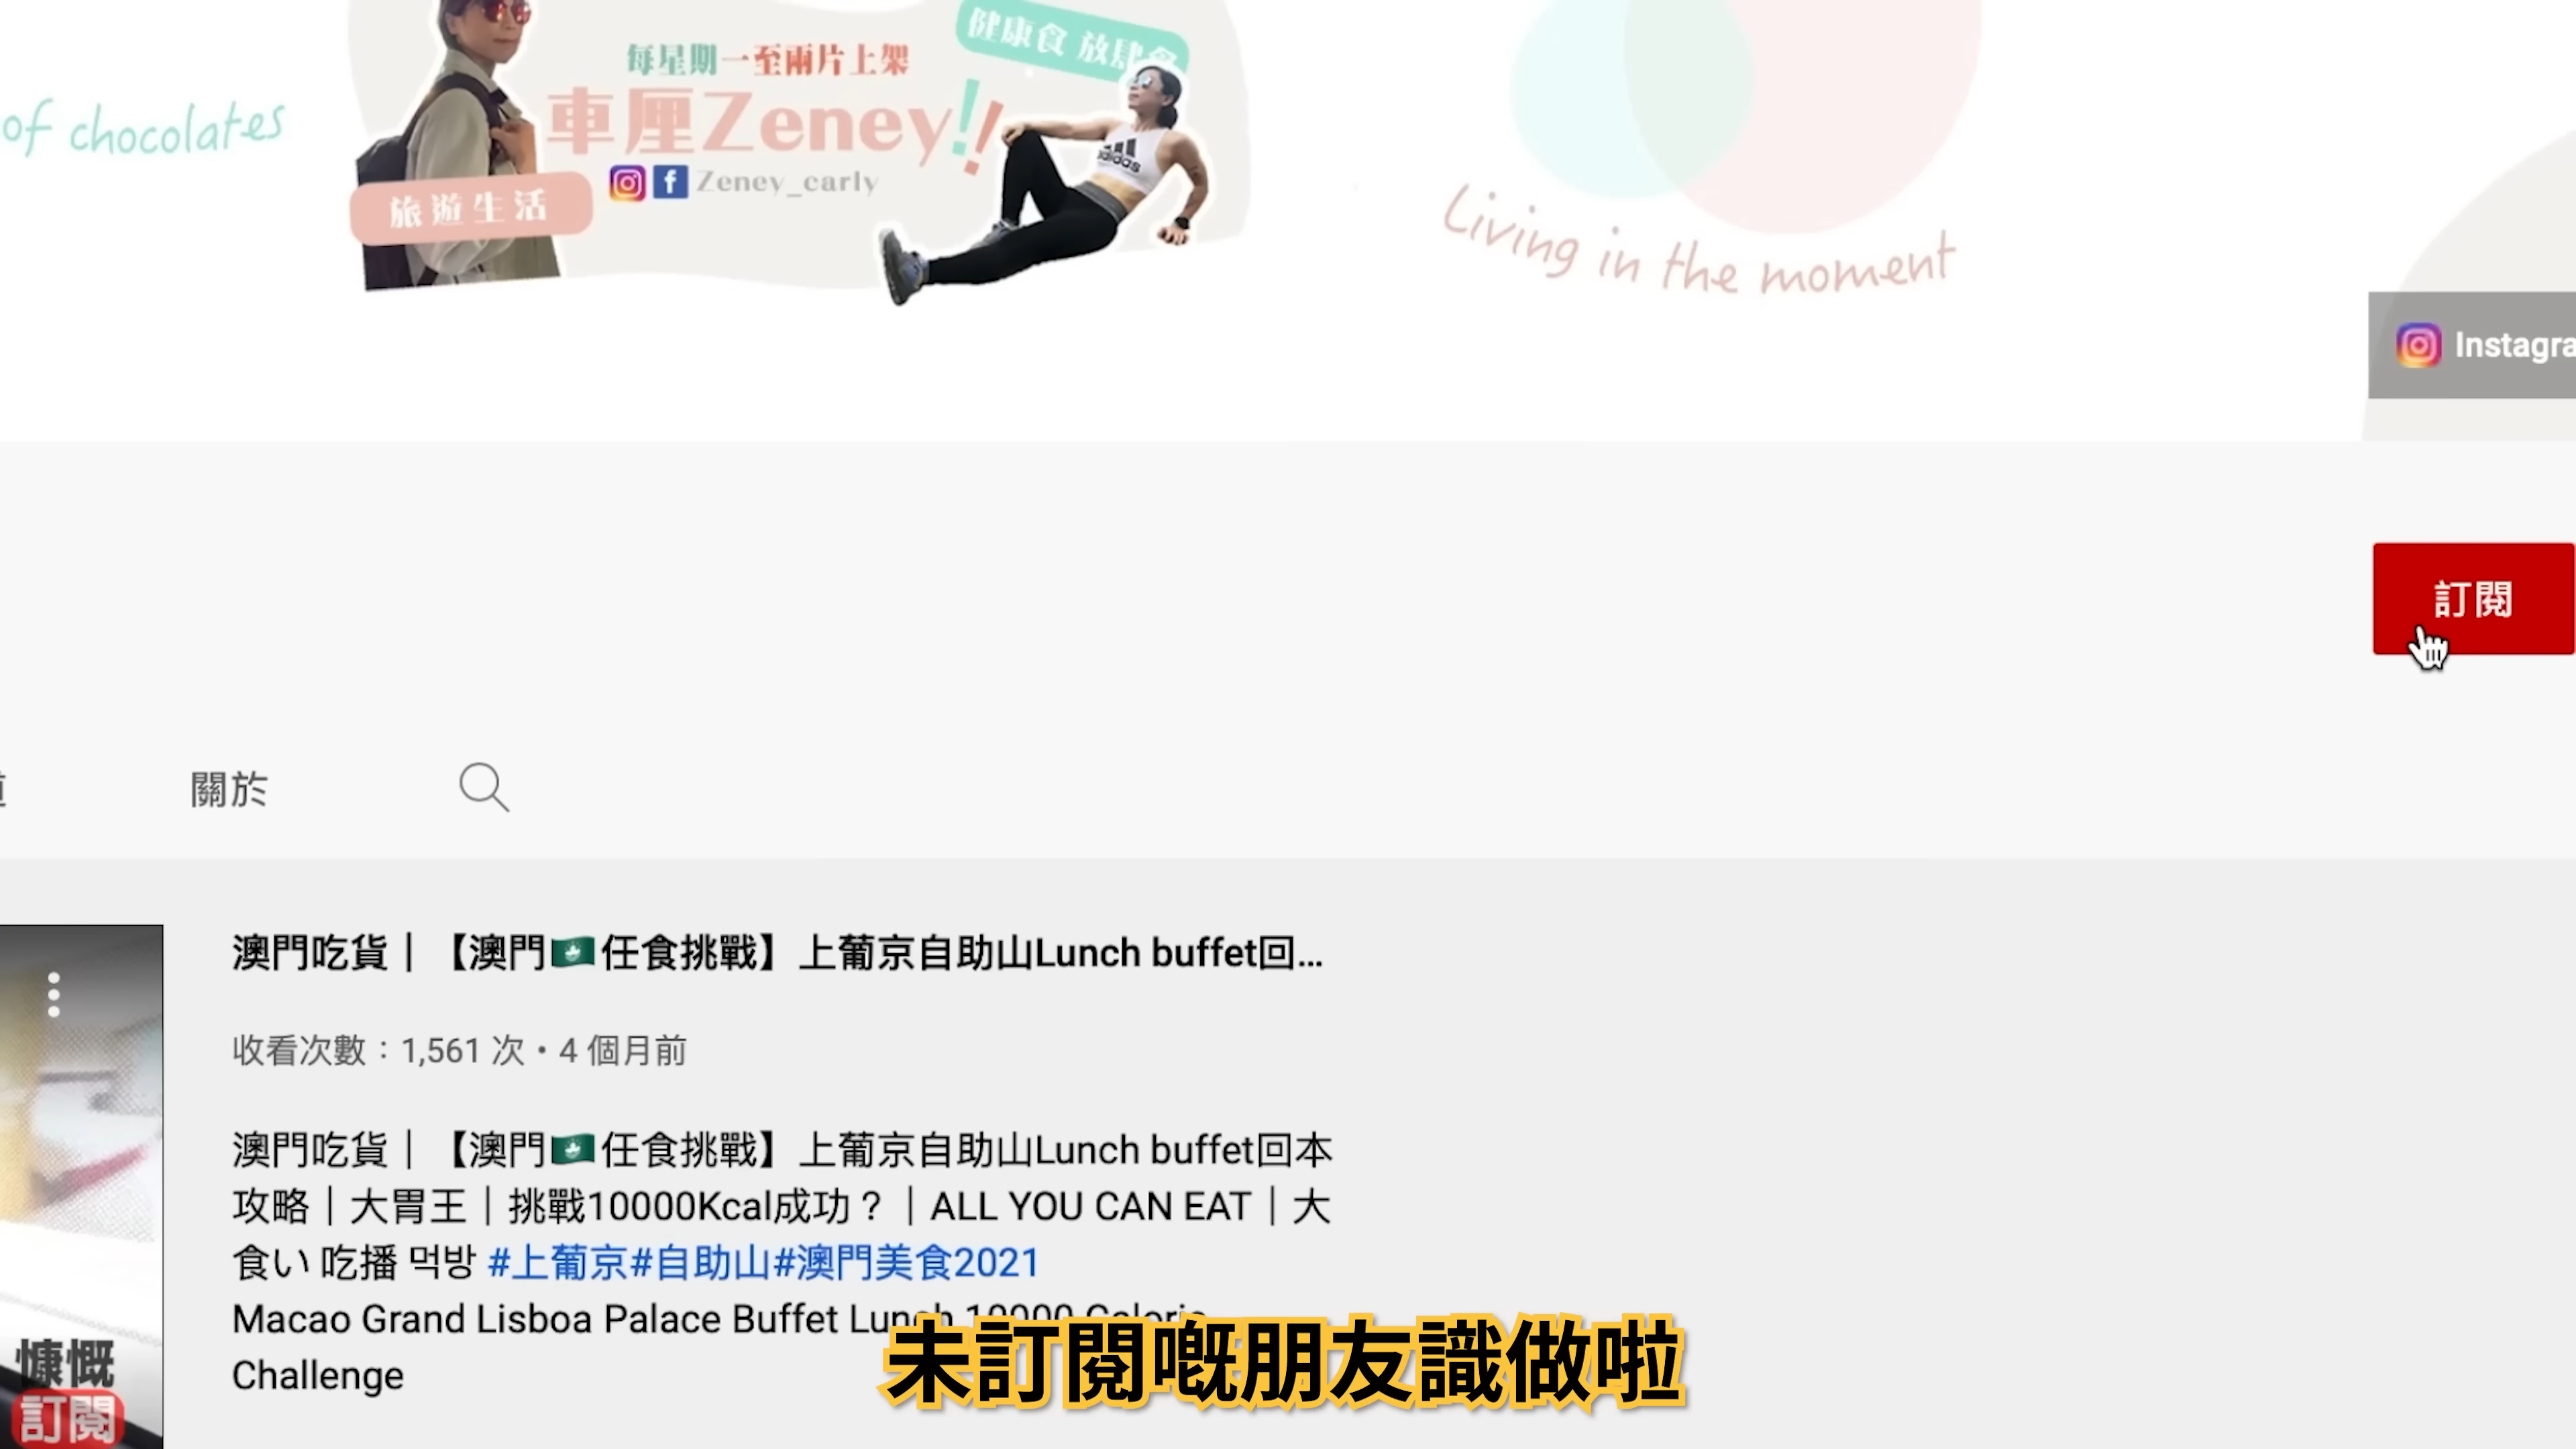 of chocolates
每星期一至兩片上架
健康食 放肆食
車厘Zeney!!
Zeney_carly
adidas
旅遊生活
Living in the moment
Instagra
訂閱
關於
澳門吃貨｜【澳門🇲🇴任食挑戰】上葡京自助山Lunch buffet回...
收看次數：1,561 次・4 個月前
澳門吃貨｜【澳門🇲🇴任食挑戰】上葡京自助山Lunch buffet回本
攻略｜大胃王｜挑戰10000Kcal成功？｜ALL YOU CAN EAT｜大
食い 吃播 먹방 #上葡京#自助山#澳門美食2021
Macao Grand Lisboa Palace Buffet Lunch 10000 Calorie
Challenge
慷慨
訂閱
未訂閱嘅朋友識做啦